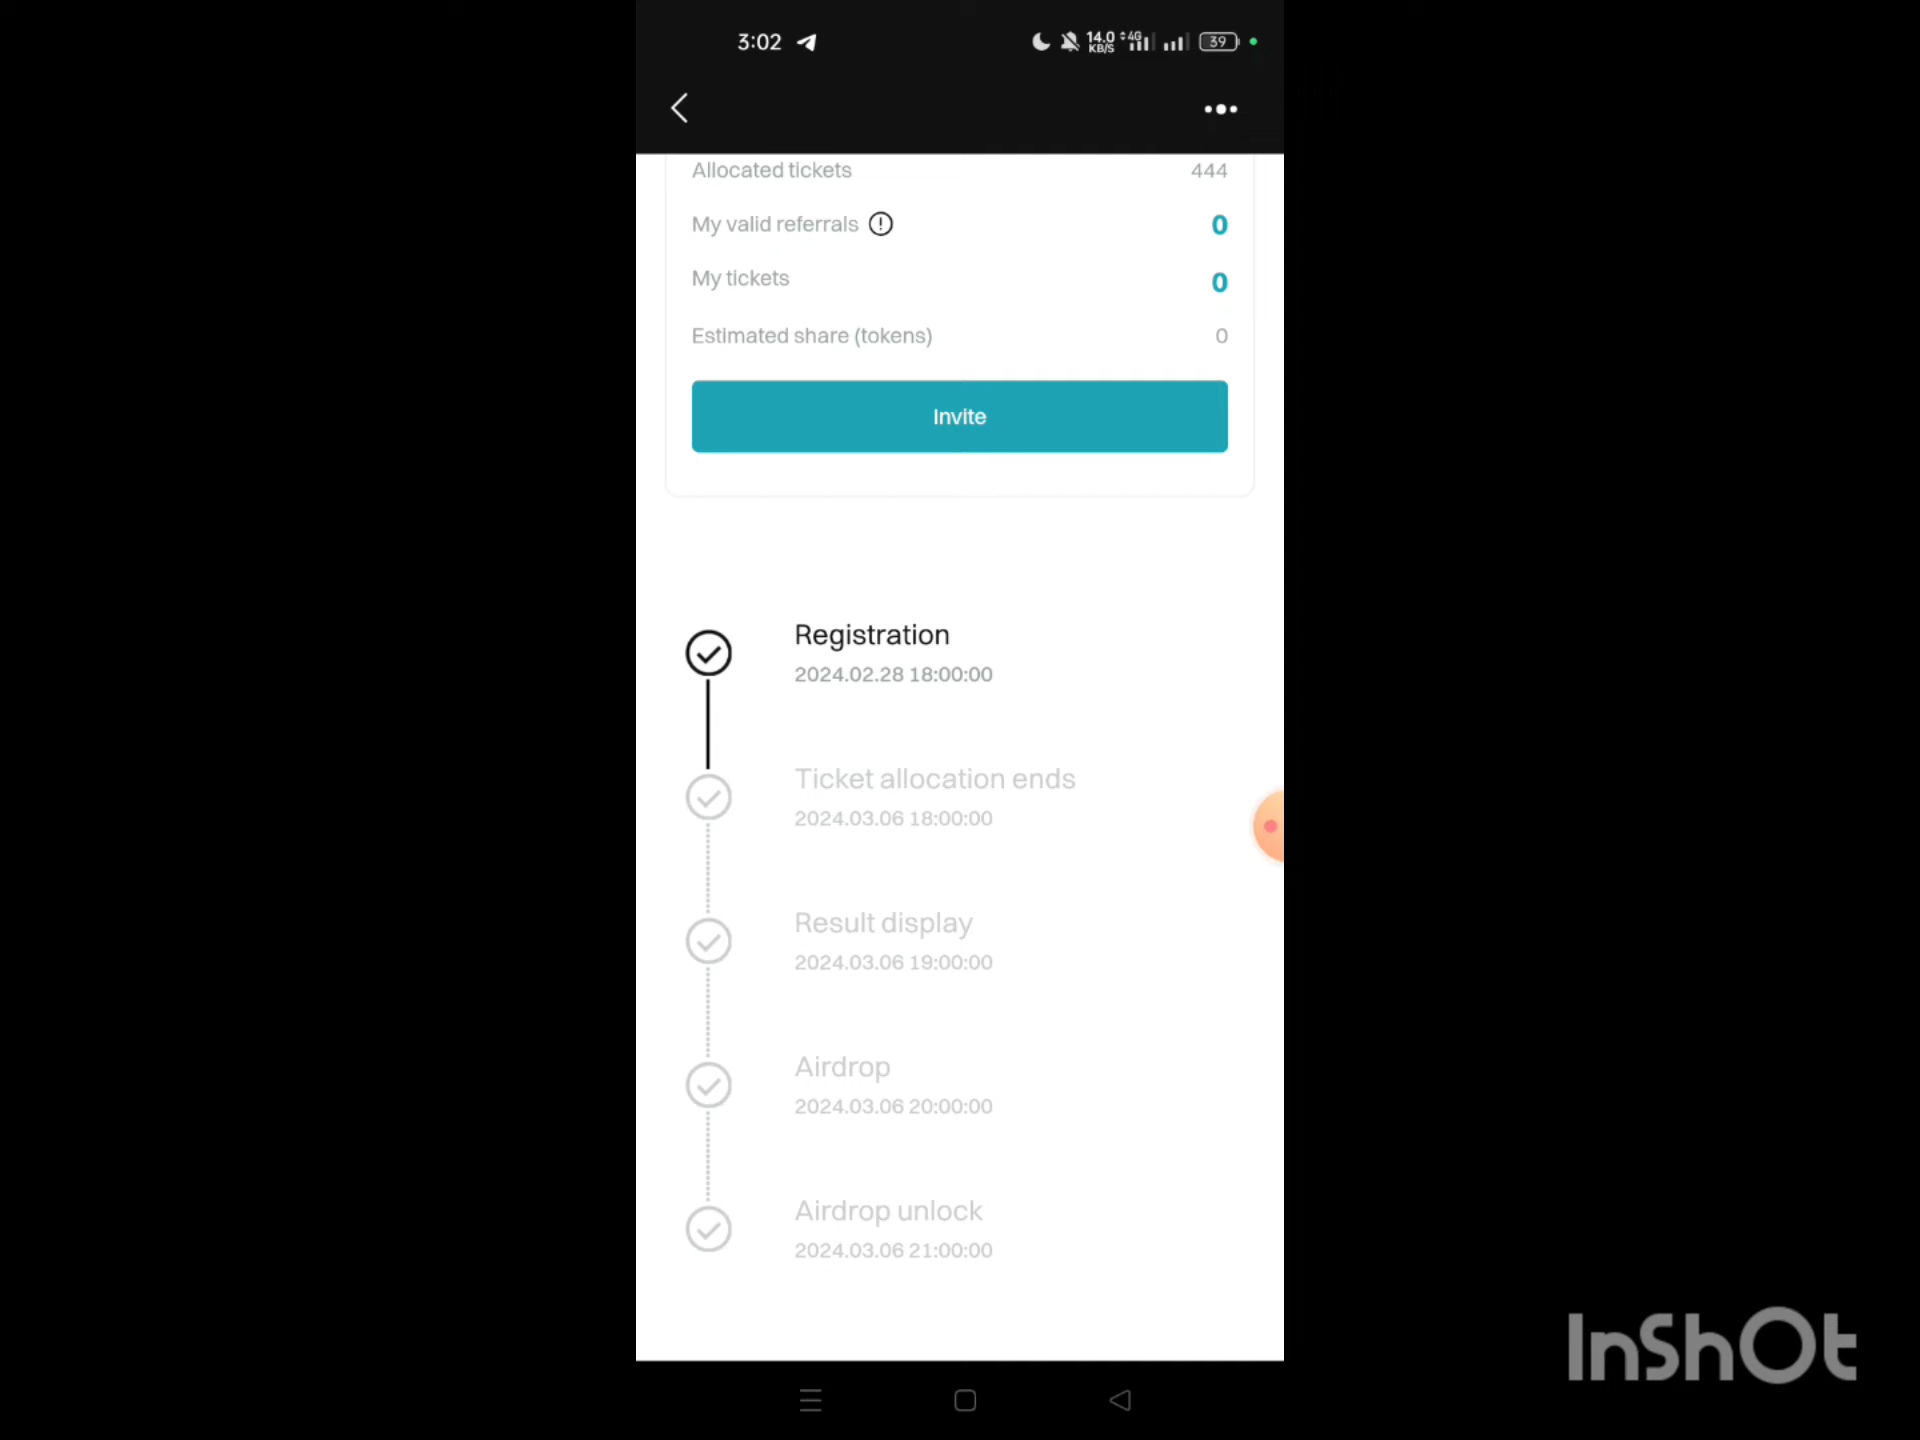 3:02
14.0 KB/S 4G 39
Allocated tickets 444
My valid referrals 0
My tickets 0
Estimated share (tokens) 0
Invite
Registration
2024.02.28 18:00:00
Ticket allocation ends
2024.03.06 18:00:00
Result display
2024.03.06 19:00:00
Airdrop
2024.03.06 20:00:00
Airdrop unlock
2024.03.06 21:00:00
InShOt